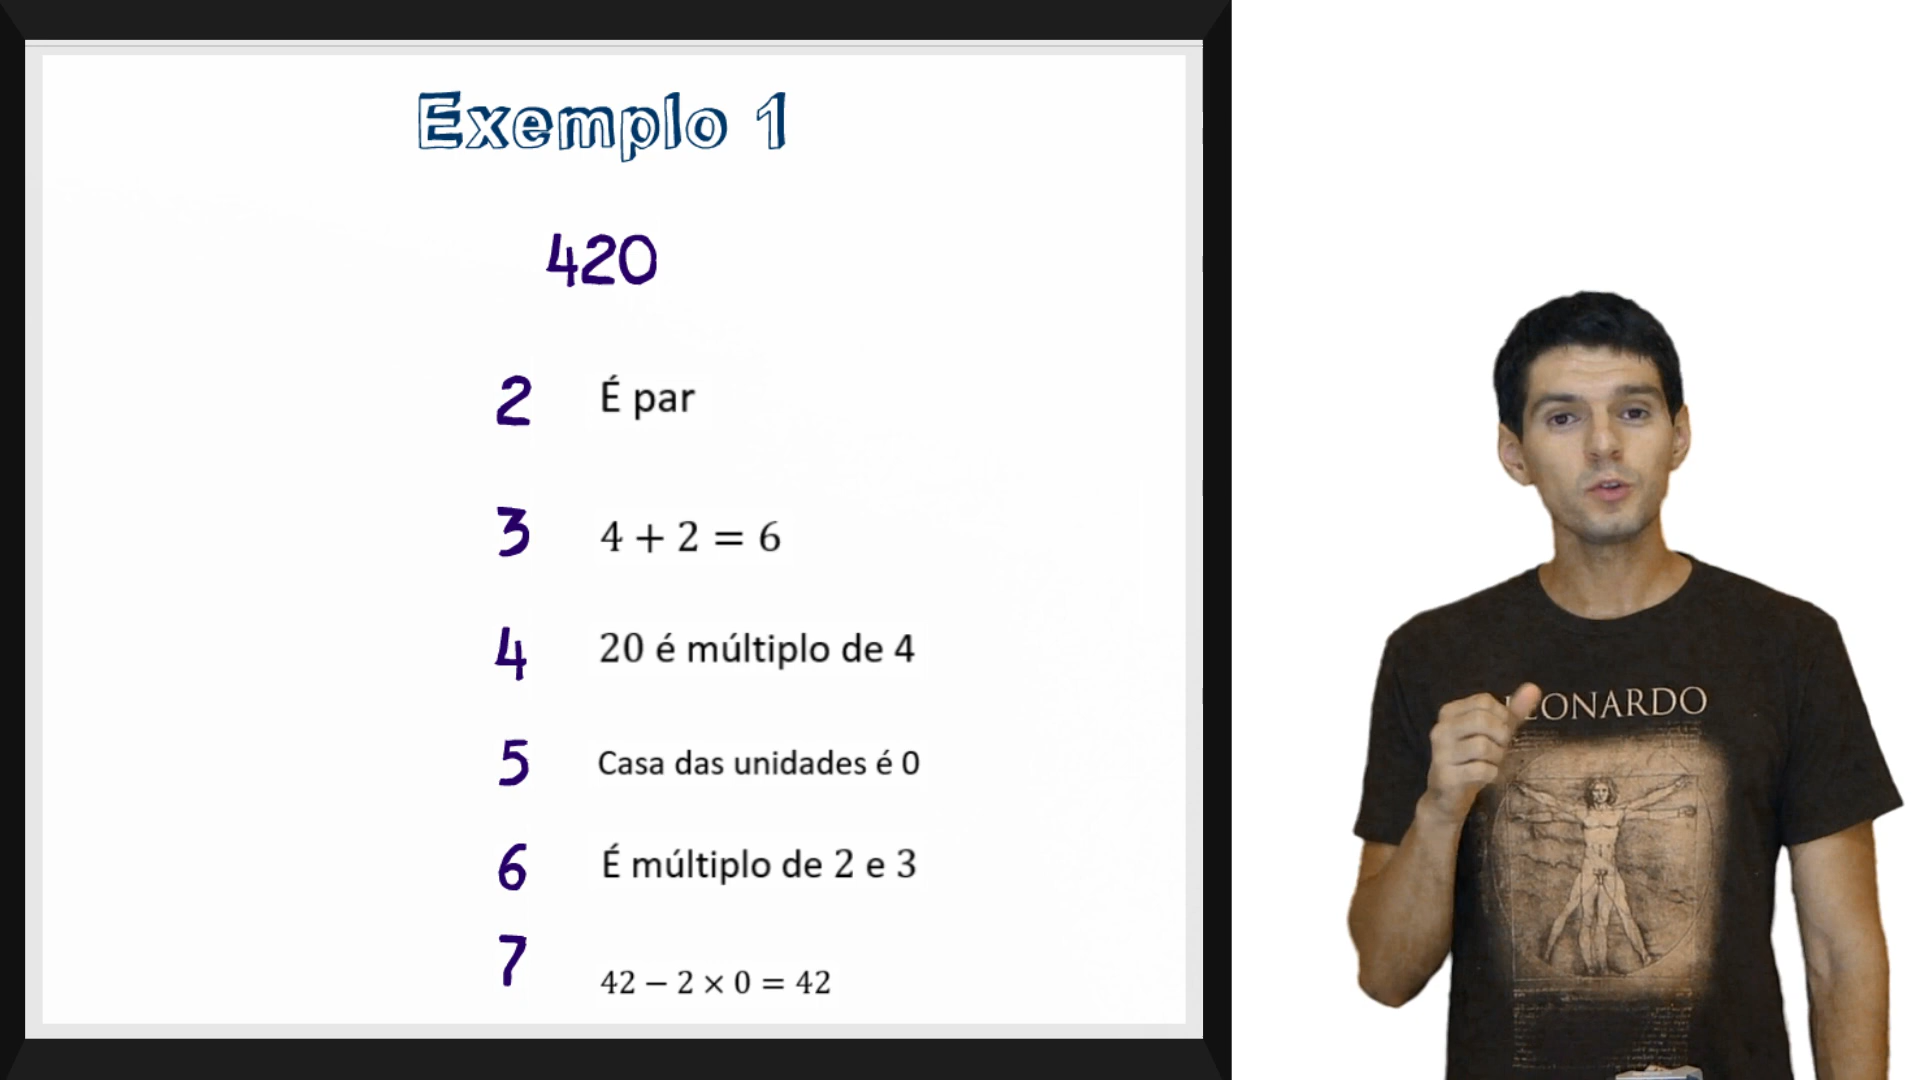 Exemplo 1
420
2 É par
3 4 + 2 = 6
4 20 é múltiplo de 4
5 Casa das unidades é 0
6 É múltiplo de 2 e 3
7 42 − 2 × 0 = 42
LEONARDO